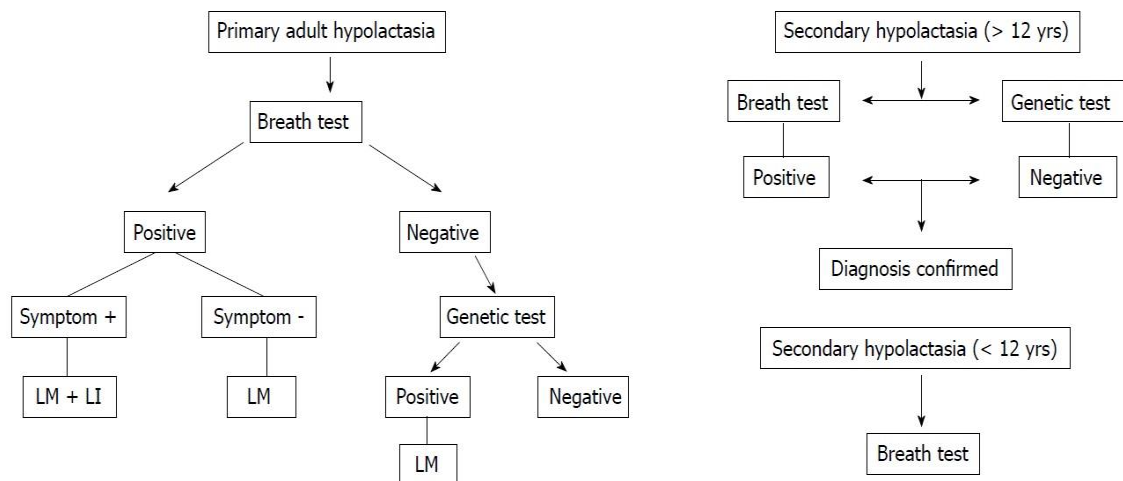 Primary adult hypolactasia
Breath test
Positive
Negative
Symptom +
Symptom -
Genetic test
LM + LI
LM
Positive
Negative
LM
Secondary hypolactasia (> 12 yrs)
Breath test
Genetic test
Positive
Negative
Diagnosis confirmed
Secondary hypolactasia (< 12 yrs)
Breath test